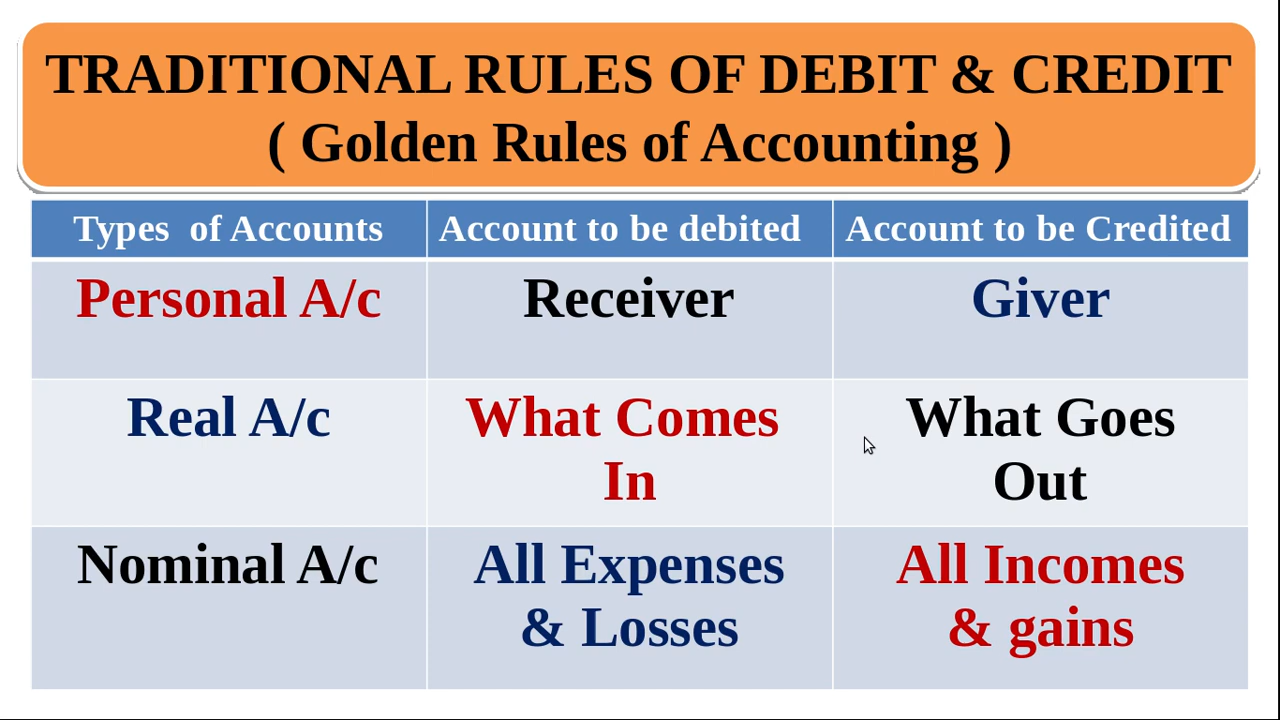 TRADITIONAL RULES OF DEBIT & CREDIT
( Golden Rules of Accounting )
Types of Accounts
Account to be debited
Account to be Credited
Personal A/c
Receiver
Giver
Real A/c
What Comes
In
What Goes
Out
Nominal A/c
All Expenses
& Losses
All Incomes
& gains